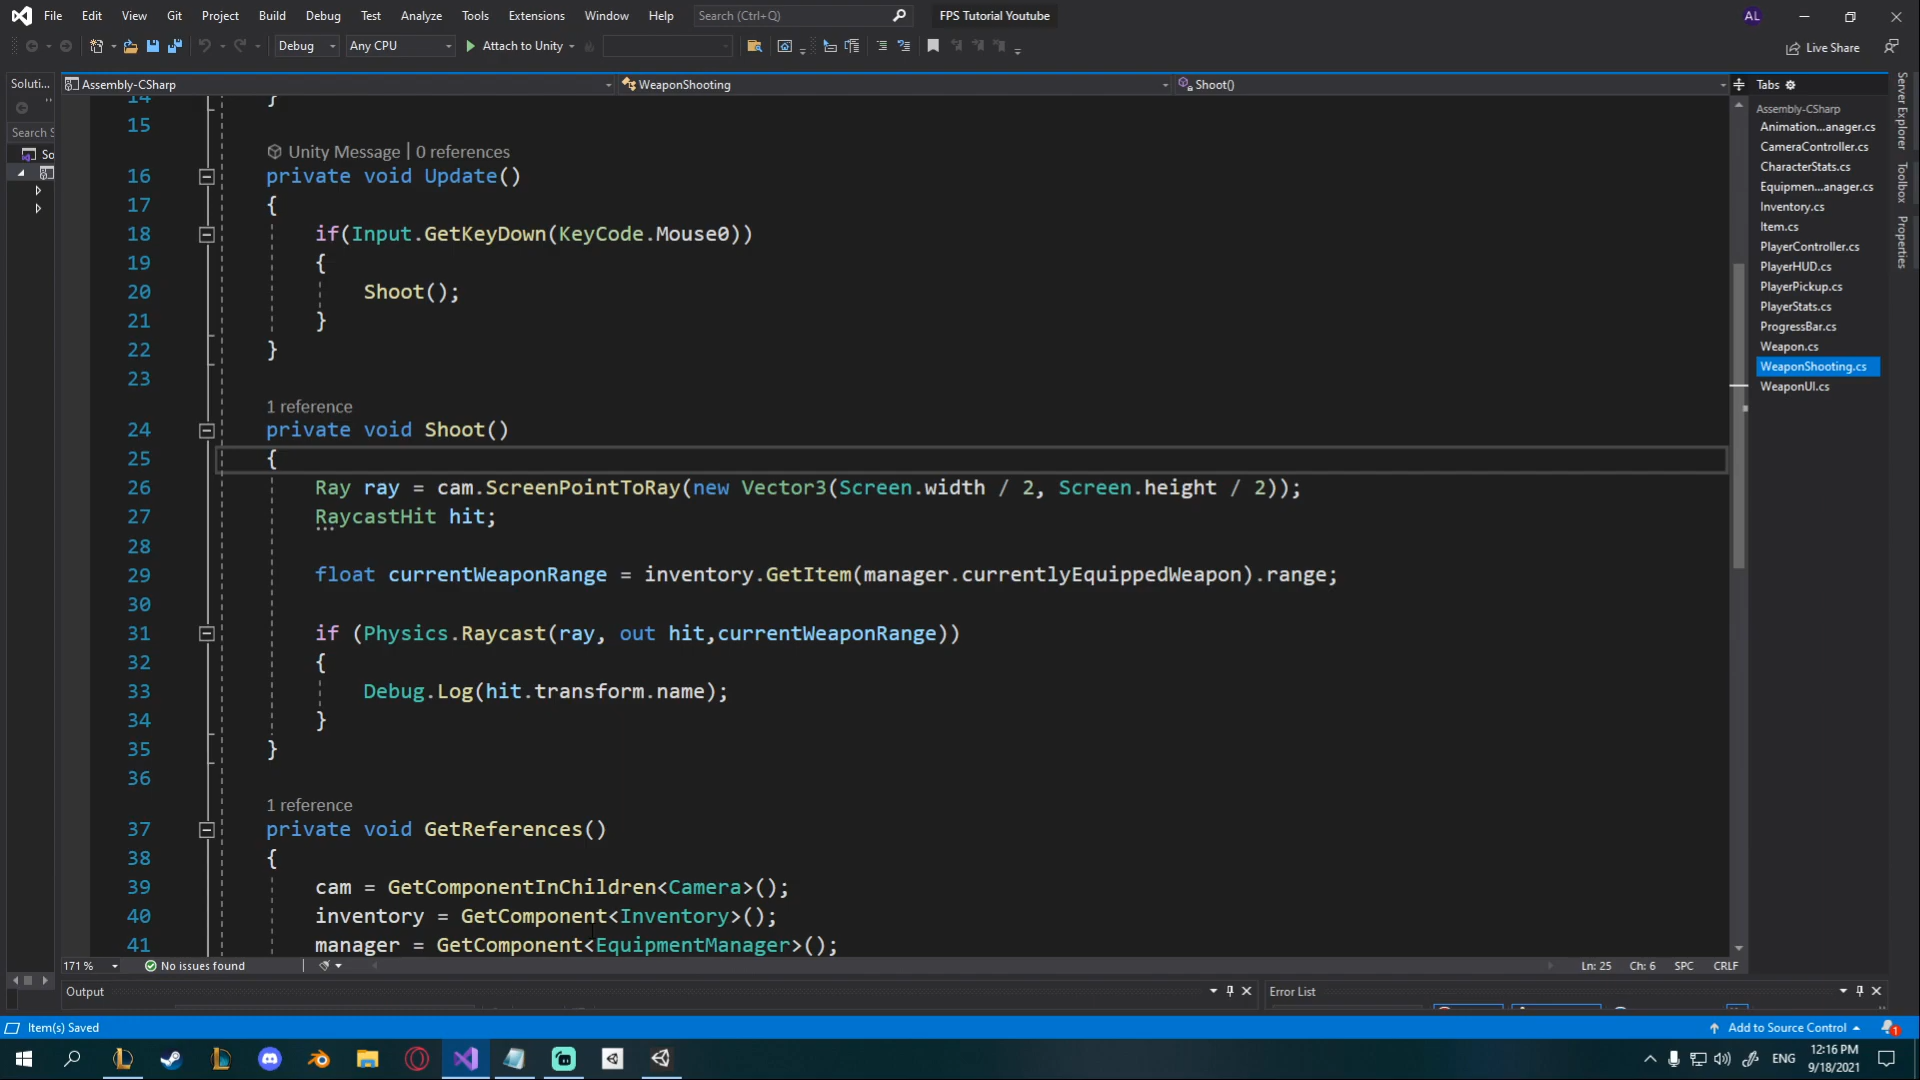 File Edit View Git Project Build Debug Test Analyze Tools Extensions Window Help Search (Ctrl+Q) FPS Tutorial Youtube AL
Debug Any CPU Attach to Unity Live Share
Soluti... Assembly-CSharp WeaponShooting Shoot() Tabs
Search S
So
14 }
15
Unity Message | 0 references
16 private void Update()
17 {
18 if(Input.GetKeyDown(KeyCode.Mouse0))
19 {
20 Shoot();
21 }
22 }
23
1 reference
24 private void Shoot()
25 {
26 Ray ray = cam.ScreenPointToRay(new Vector3(Screen.width / 2, Screen.height / 2));
27 RaycastHit hit;
28
29 float currentWeaponRange = inventory.GetItem(manager.currentlyEquippedWeapon).range;
30
31 if (Physics.Raycast(ray, out hit,currentWeaponRange))
32 {
33 Debug.Log(hit.transform.name);
34 }
35 }
36
1 reference
37 private void GetReferences()
38 {
39 cam = GetComponentInChildren<Camera>();
40 inventory = GetComponent<Inventory>();
41 manager = GetComponent<EquipmentManager>();
Assembly-CSharp
Animation...anager.cs
CameraController.cs
CharacterStats.cs
Equipmen...anager.cs
Inventory.cs
Item.cs
PlayerController.cs
PlayerHUD.cs
PlayerPickup.cs
PlayerStats.cs
ProgressBar.cs
Weapon.cs
WeaponShooting.cs
WeaponUI.cs
Server Explorer
Toolbox
Properties
171 % No issues found Ln: 25 Ch: 6 SPC CRLF
Output Error List
Item(s) Saved Add to Source Control 1
ENG 12:16 PM
9/18/2021